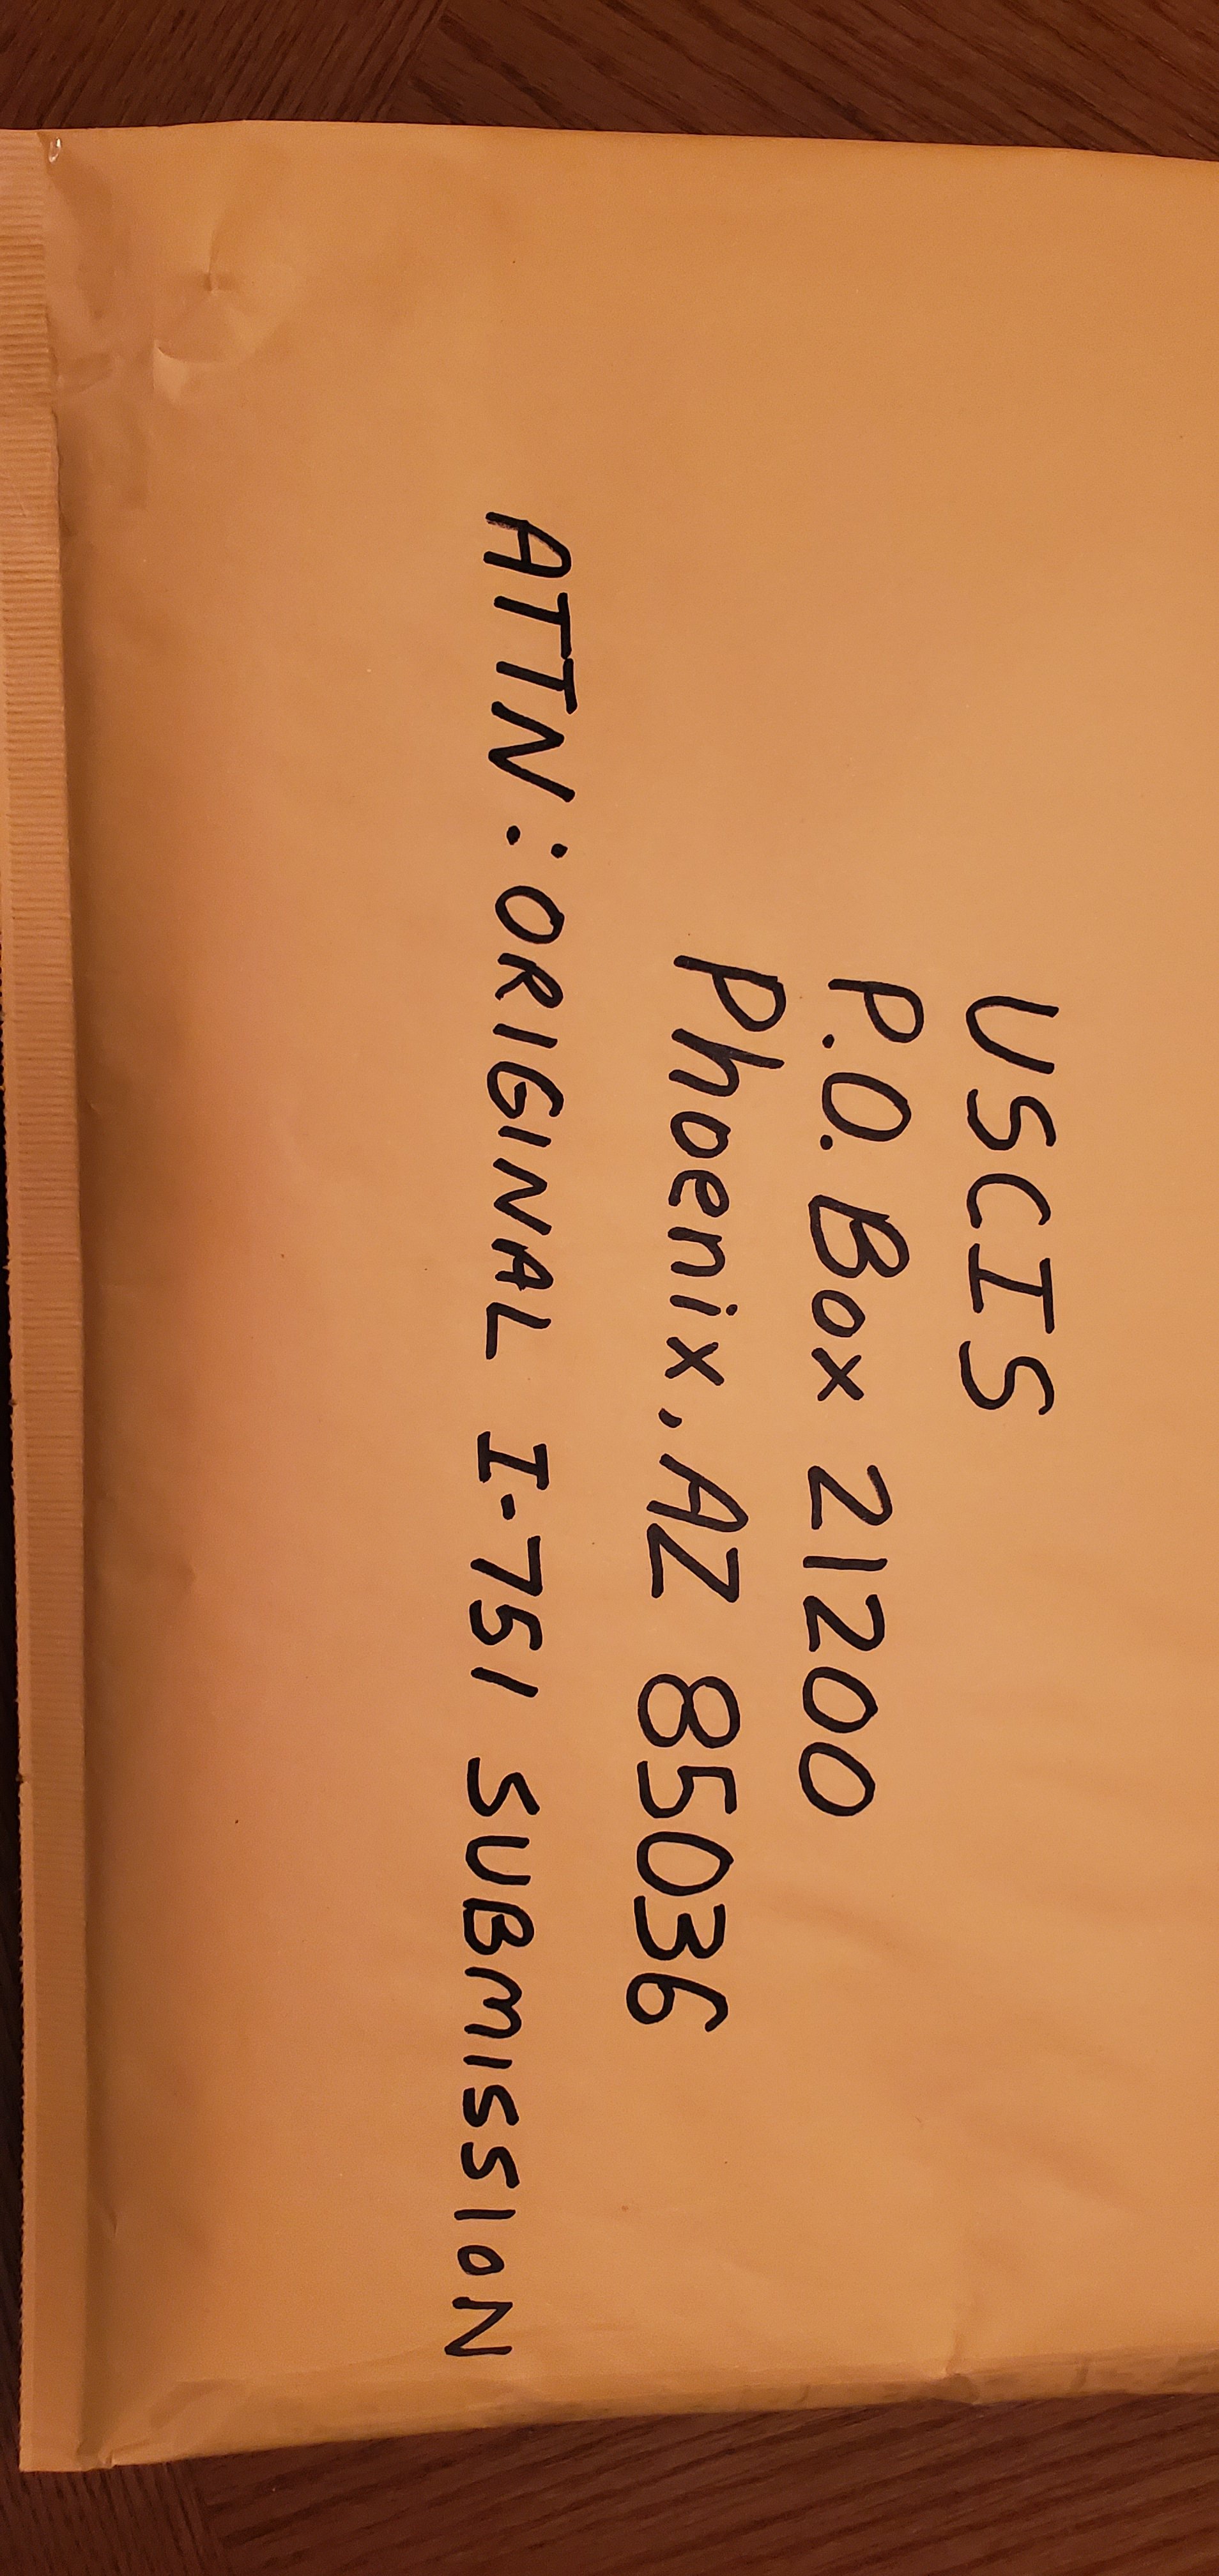 USCIS
P.O. Box 21200
Phoenix, AZ 85036
ATTN: ORIGINAL I-751 SUBMISSION